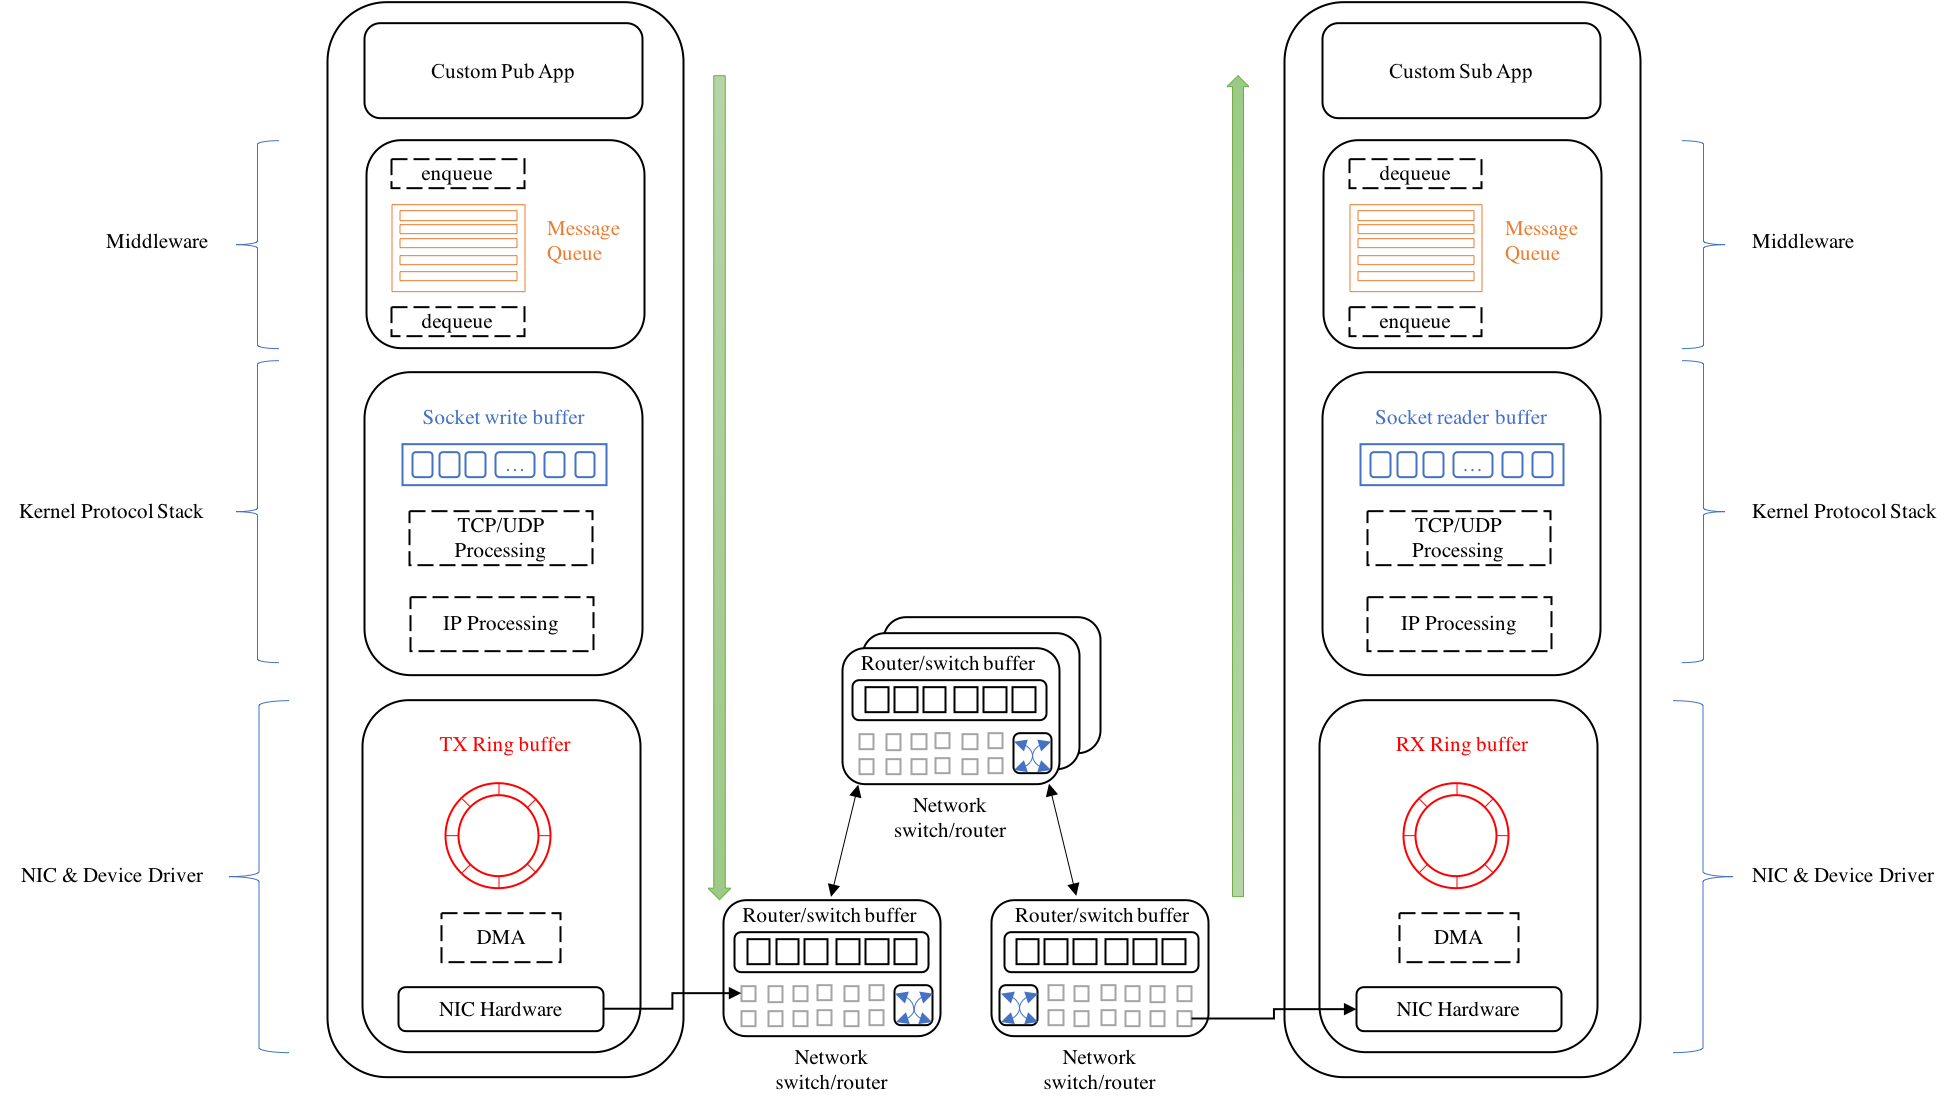 Custom Pub App
enqueue
Message
Queue
dequeue
Middleware
Socket write buffer
...
TCP/UDP
Processing
IP Processing
Kernel Protocol Stack
TX Ring buffer
DMA
NIC Hardware
NIC & Device Driver
Router/switch buffer
Network
switch/router
Router/switch buffer
Network
switch/router
Router/switch buffer
Network
switch/router
Custom Sub App
dequeue
Message
Queue
enqueue
Middleware
Socket reader buffer
...
TCP/UDP
Processing
IP Processing
Kernel Protocol Stack
RX Ring buffer
DMA
NIC Hardware
NIC & Device Driver